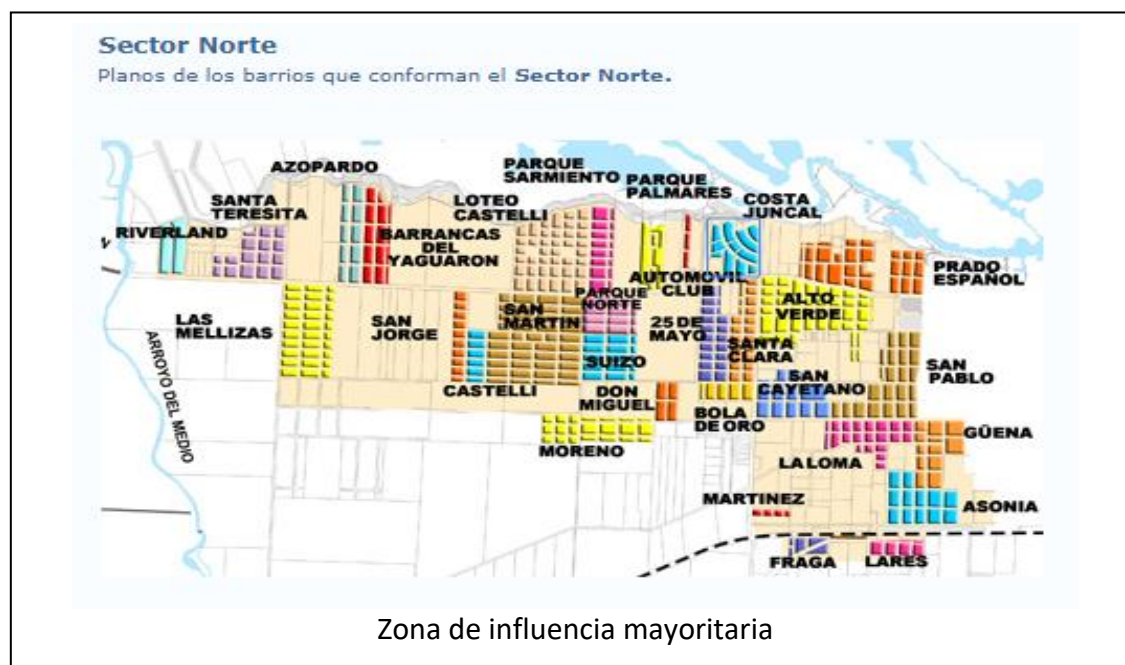 Sector Norte
Planos de los barrios que conforman el Sector Norte.
AZOPARDO
PARQUE
SARMIENTO
PARQUE
PALMARES
SANTA
TERESITA
LOTEO
CASTELLI
COSTA
JUNCAL
RIVERLAND
BARRANCAS
DEL
YAGUARON
AUTOMOVIL
CLUB
PRADO
ESPAÑOL
LAS
MELLIZAS
SAN
JORGE
SAN
MARTIN
PARQUE
NORTE
25 DE
MAYO
ALTO
VERDE
SANTA
CLARA
SUIZO
SAN
PABLO
CASTELLI
DON
MIGUEL
SAN
CAYETANO
BOLA
DE ORO
ARROYO DEL MEDIO
MORENO
GÜENA
LA LOMA
MARTINEZ
ASONIA
FRAGA
LARES
Zona de influencia mayoritaria